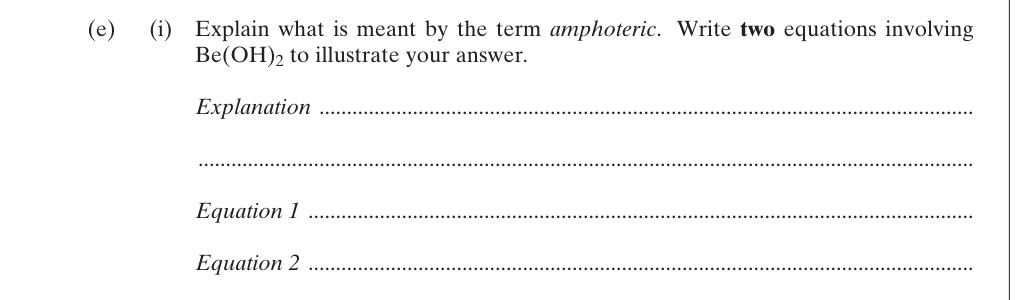 (e) (i) Explain what is meant by the term amphoteric. Write two equations involving
Be(OH)₂ to illustrate your answer.
Explanation ..........................................................................................................................
.................................................................................................................................................
Equation 1 ............................................................................................................................
Equation 2 ............................................................................................................................